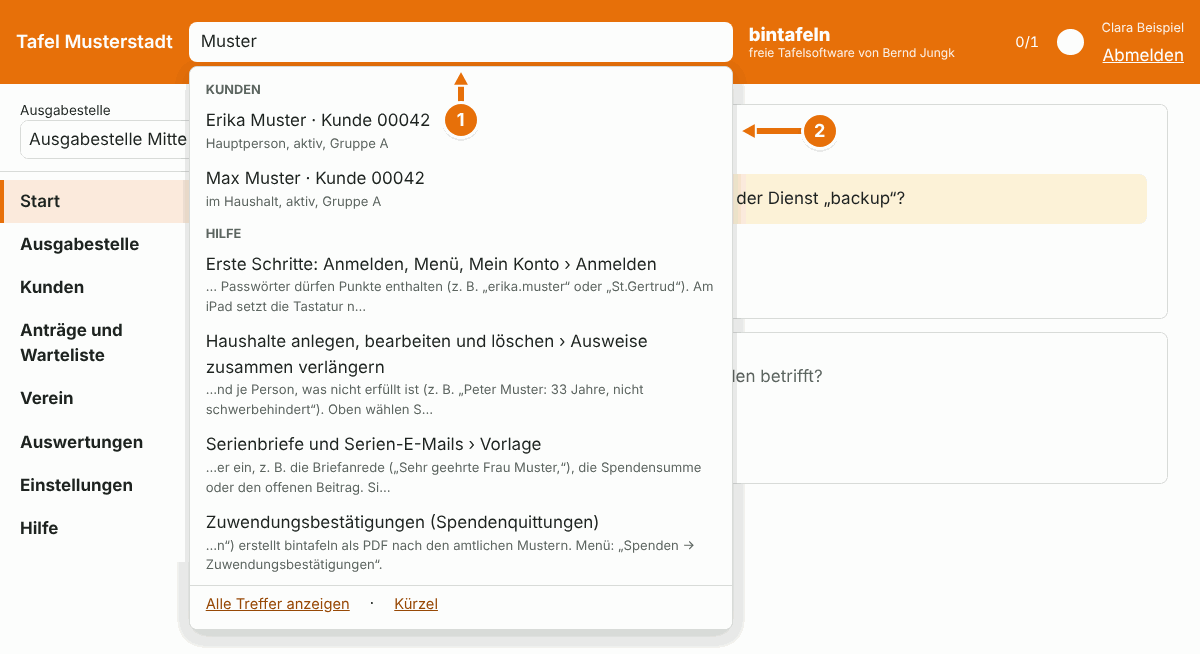 Tafel Musterstadt
Muster
bintafeln
freie Tafelsoftware von Bernd Jungk
0/1
Clara Beispiel
Abmelden
Ausgabestelle
Ausgabestelle Mitte
Start
Ausgabestelle
Kunden
Anträge und
Warteliste
Verein
Auswertungen
Einstellungen
Hilfe
KUNDEN
1
Erika Muster · Kunde 00042
Hauptperson, aktiv, Gruppe A
Max Muster · Kunde 00042
im Haushalt, aktiv, Gruppe A
HILFE
Erste Schritte: Anmelden, Menü, Mein Konto › Anmelden
... Passwörter dürfen Punkte enthalten (z. B. „erika.muster“ oder „St.Gertrud“). Am
iPad setzt die Tastatur n...
Haushalte anlegen, bearbeiten und löschen › Ausweise
zusammen verlängern
...nd je Person, was nicht erfüllt ist (z. B. „Peter Muster: 33 Jahre, nicht
schwerbehindert“). Oben wählen S...
Serienbriefe und Serien-E-Mails › Vorlage
...er ein, z. B. die Briefanrede („Sehr geehrte Frau Muster,“), die Spendensumme
oder den offenen Beitrag. Si...
Zuwendungsbestätigungen (Spendenquittungen)
...n“) erstellt bintafeln als PDF nach den amtlichen Mustern. Menü: „Spenden →
Zuwendungsbestätigungen“.
Alle Treffer anzeigen · Kürzel
2
der Dienst „backup“?
betrifft?